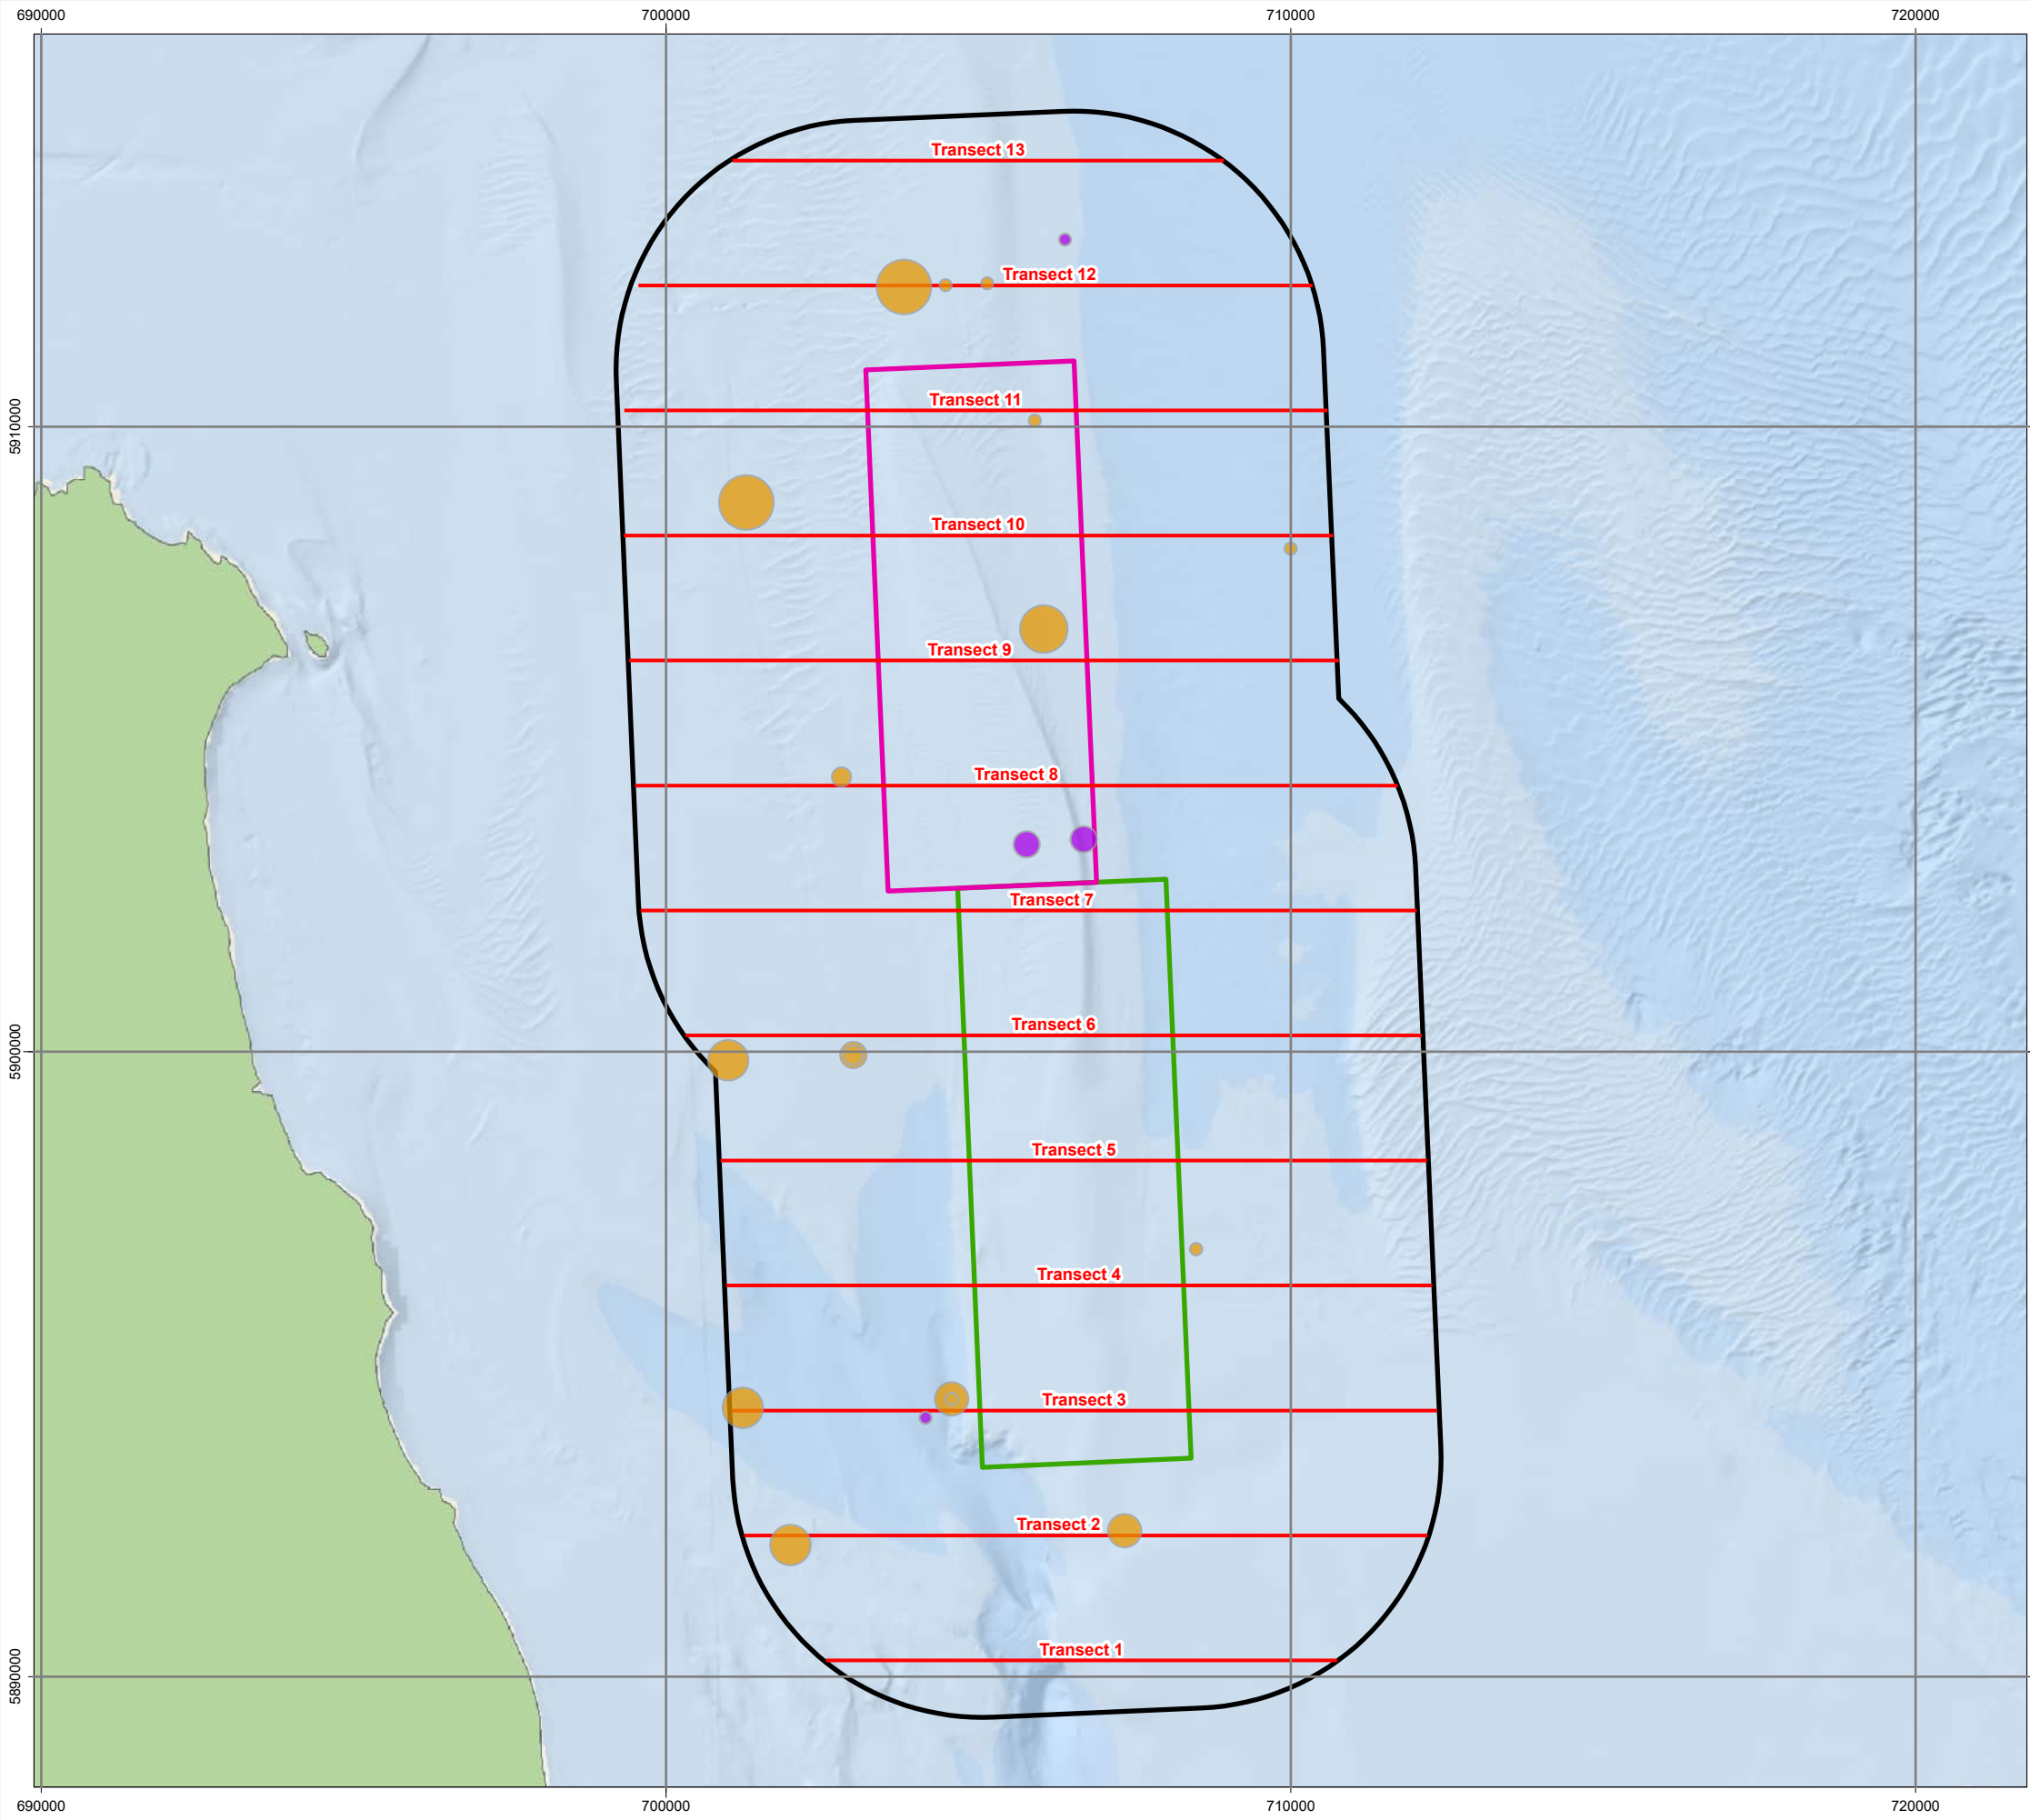 690000 700000 710000 720000
Transect 13
Transect 12
Transect 11
5910000
Transect 10
Transect 9
Transect 8
Transect 7
Transect 6
5900000
Transect 5
Transect 4
Transect 3
Transect 2
Transect 1
5890000
690000 700000 710000 720000